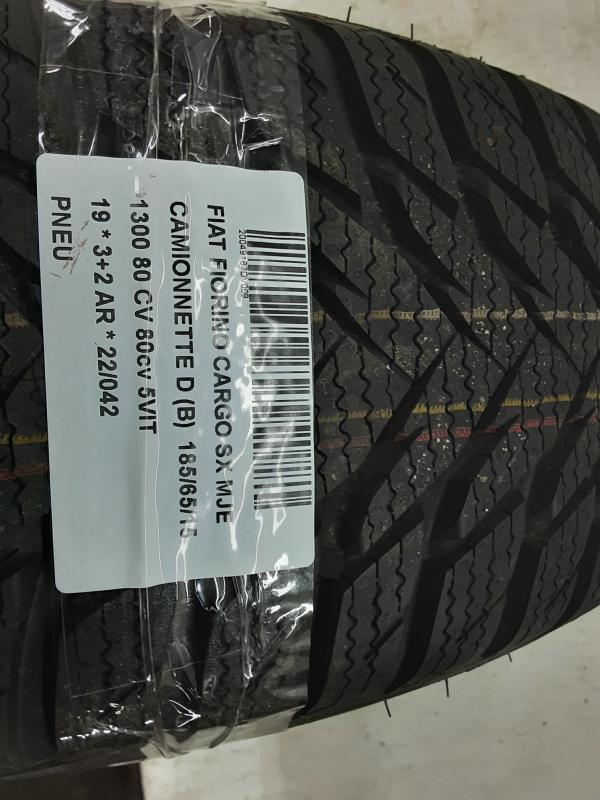 FIAT FIORINO CARGO SX MJE
CAMIONNETTE D (B) 185/65/15
1300 80 CV 80cv 5VIT
19 * 3+2 AR * 22/042
PNEU